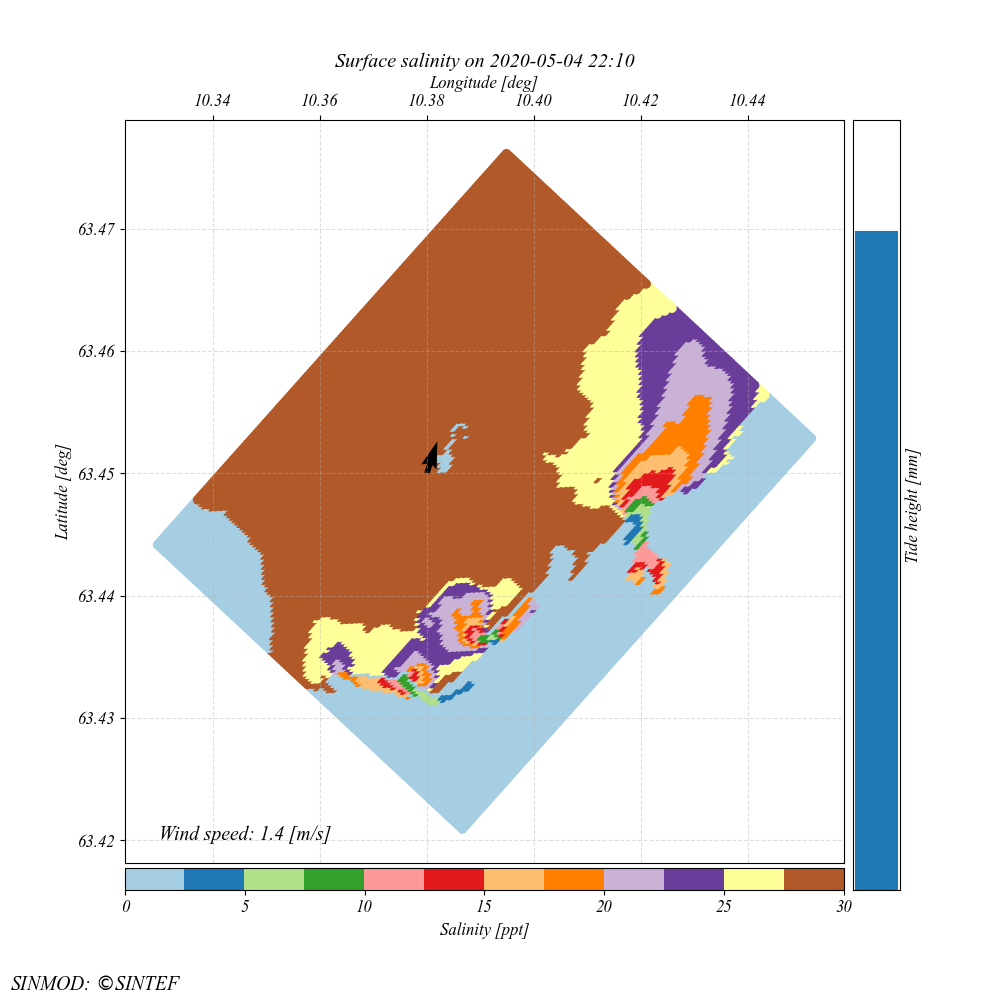 Surface salinity on 2020-05-04 22:10
Longitude [deg]
10.34 10.36 10.38 10.40 10.42 10.44
63.47
63.46
63.45
63.44
63.43
63.42
Latitude [deg]
Tide height [mm]
Wind speed: 1.4 [m/s]
0 5 10 15 20 25 30
Salinity [ppt]
SINMOD: ©SINTEF